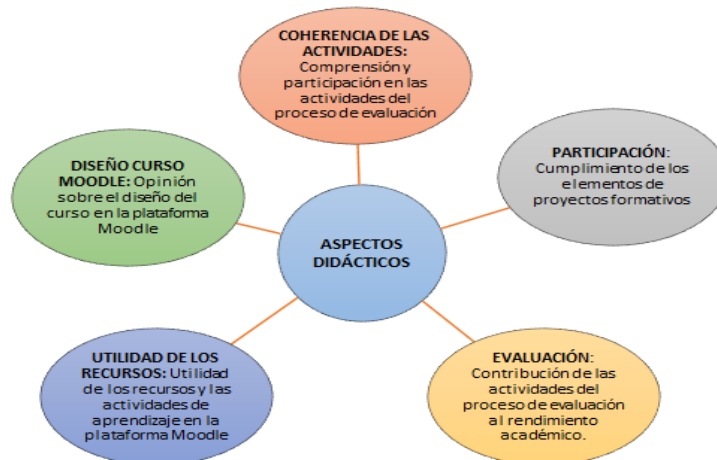 COHERENCIA DE LAS
ACTIVIDADES:
Comprensión y
participación en las
actividades del
proceso de evaluación
DISEÑO CURSO
MOODLE: Opinión
sobre el diseño del
curso en la plataforma
Moodle
PARTICIPACIÓN:
Cumplimiento de los
elementos de
proyectos formativos
ASPECTOS
DIDÁCTICOS
UTILIDAD DE LOS
RECURSOS: Utilidad
de los recursos y las
actividades de
aprendizaje en la
plataforma Moodle
EVALUACIÓN:
Contribución de las
actividades del
proceso de evaluación
al rendimiento
académico.